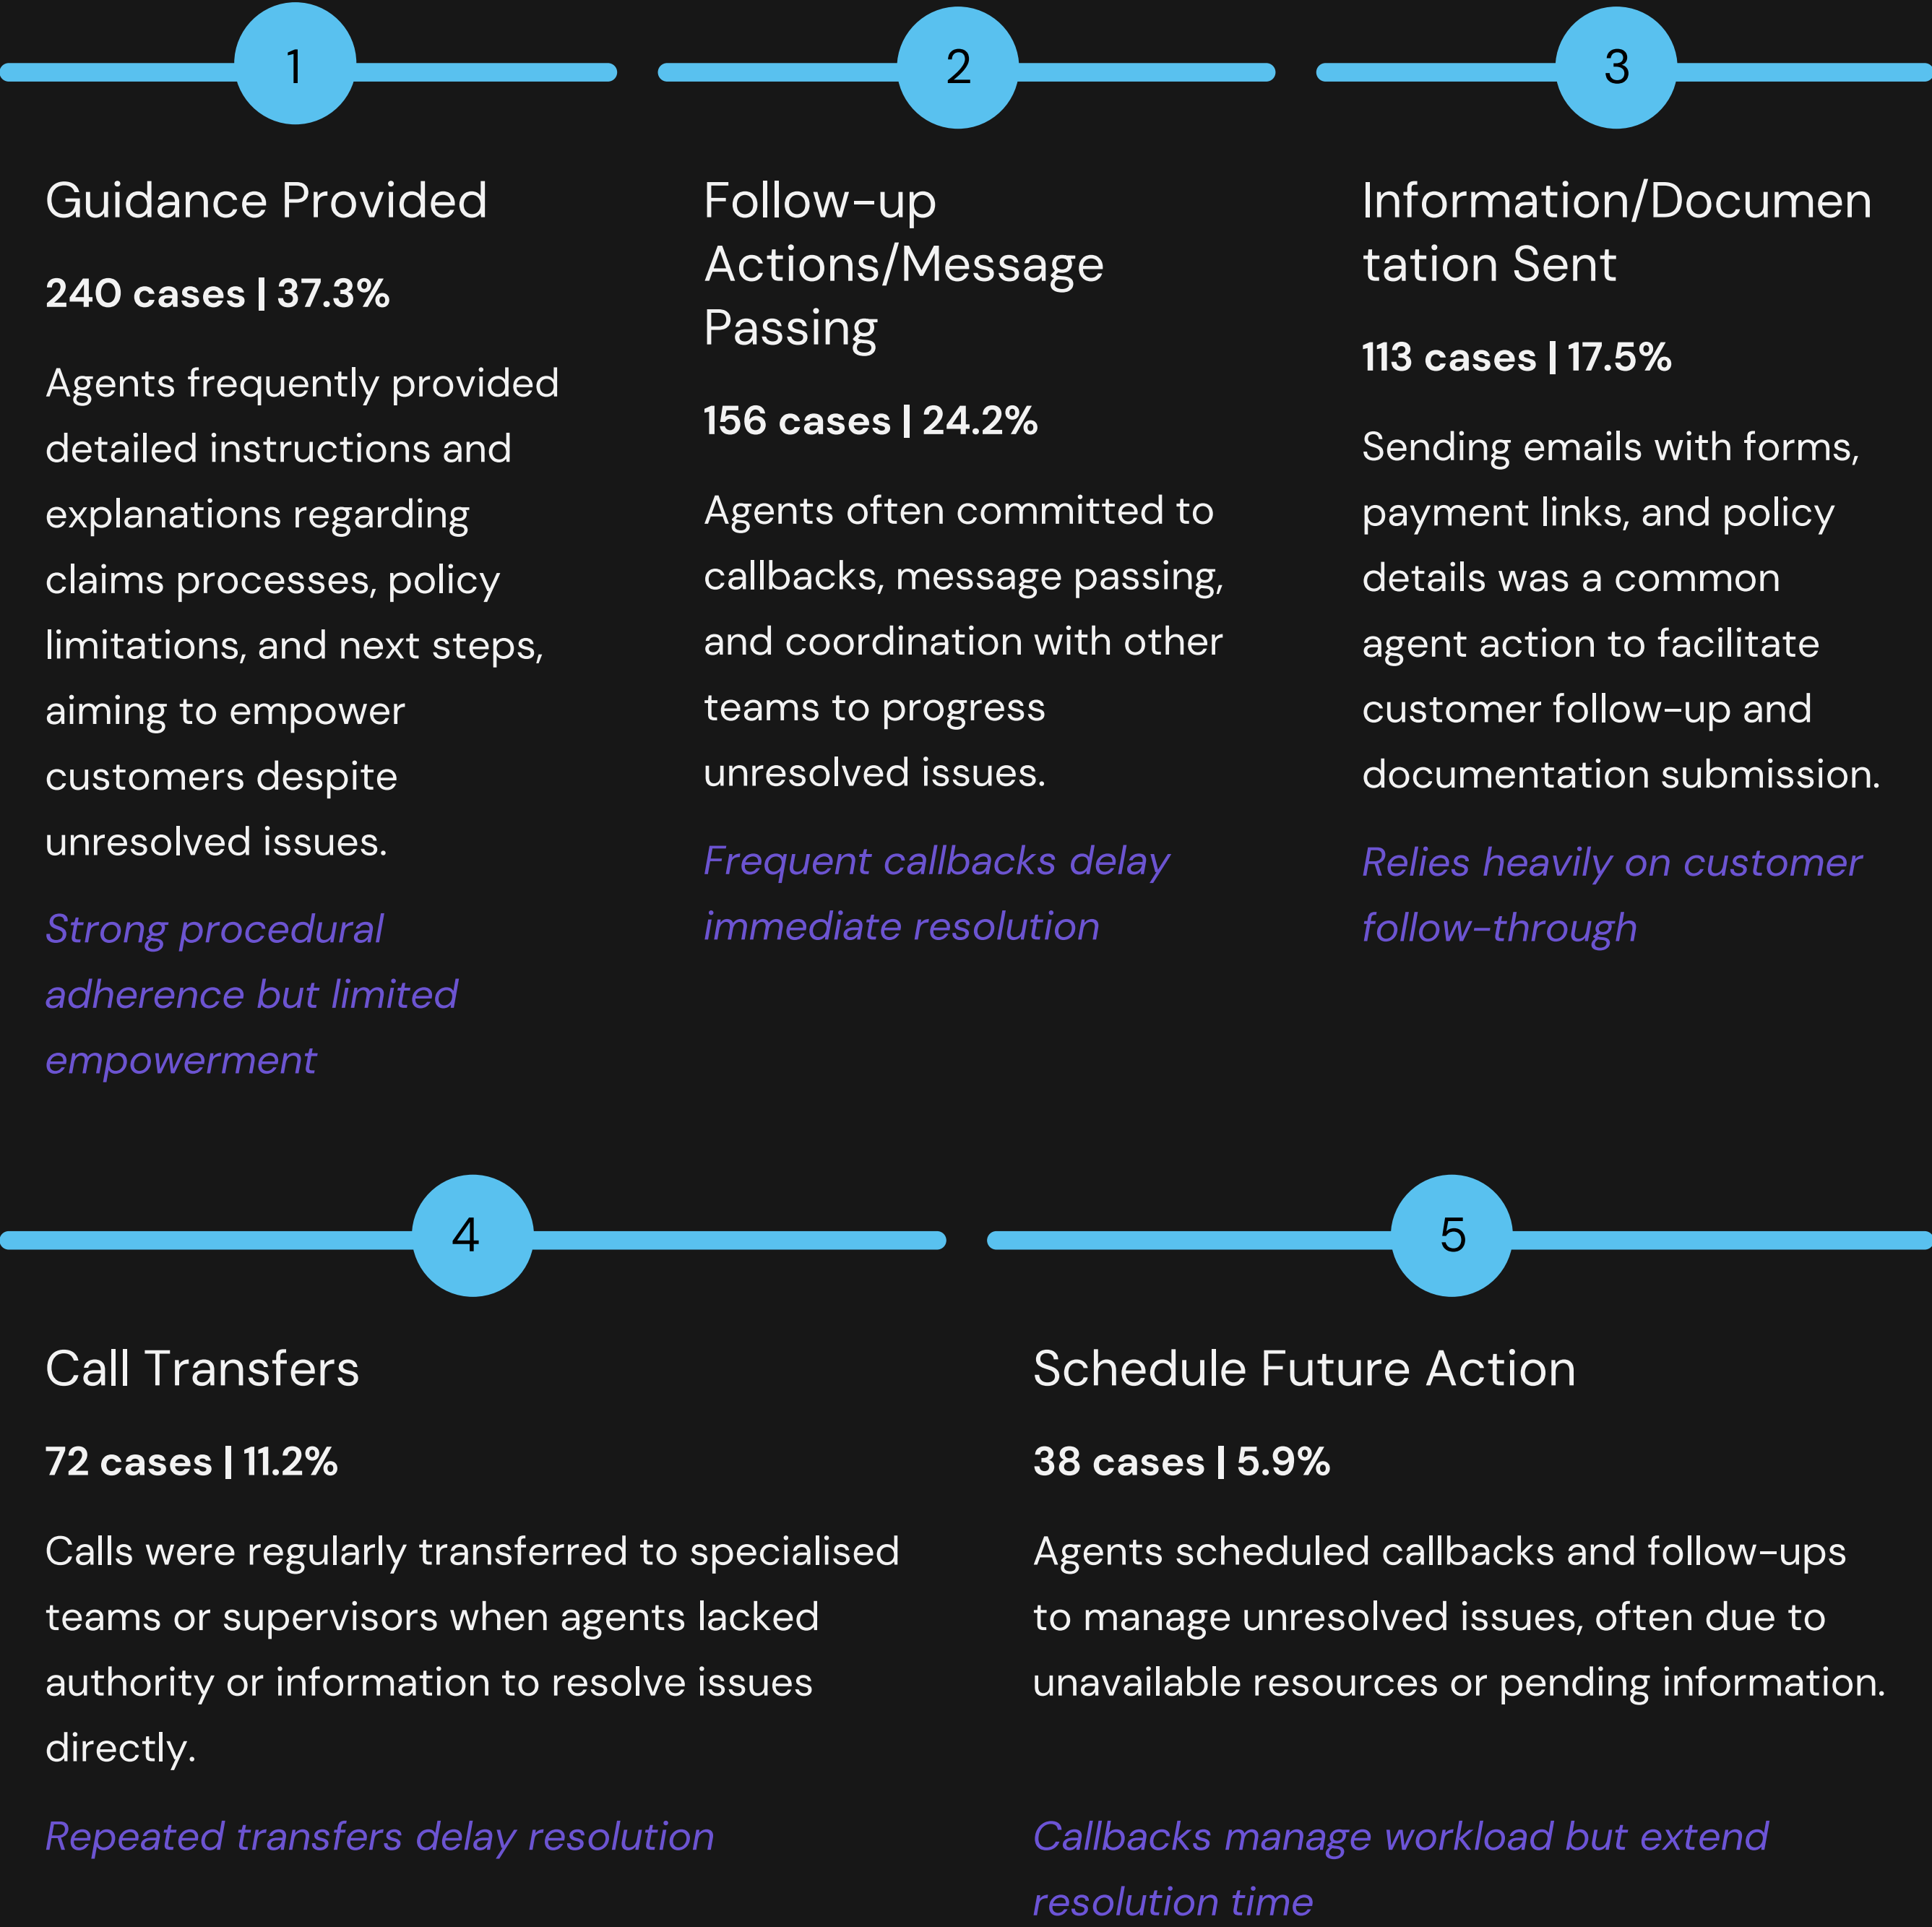 1
Guidance Provided
240 cases | 37.3%
Agents frequently provided
detailed instructions and
explanations regarding
claims processes, policy
limitations, and next steps,
aiming to empower
customers despite
unresolved issues.
Strong procedural
adherence but limited
empowerment
2
Follow-up
Actions/Message
Passing
156 cases | 24.2%
Agents often committed to
callbacks, message passing,
and coordination with other
teams to progress
unresolved issues.
Frequent callbacks delay
immediate resolution
3
Information/Documen
tation Sent
113 cases | 17.5%
Sending emails with forms,
payment links, and policy
details was a common
agent action to facilitate
customer follow-up and
documentation submission.
Relies heavily on customer
follow-through
4
Call Transfers
72 cases | 11.2%
Calls were regularly transferred to specialised
teams or supervisors when agents lacked
authority or information to resolve issues
directly.
Repeated transfers delay resolution
5
Schedule Future Action
38 cases | 5.9%
Agents scheduled callbacks and follow-ups
to manage unresolved issues, often due to
unavailable resources or pending information.
Callbacks manage workload but extend
resolution time